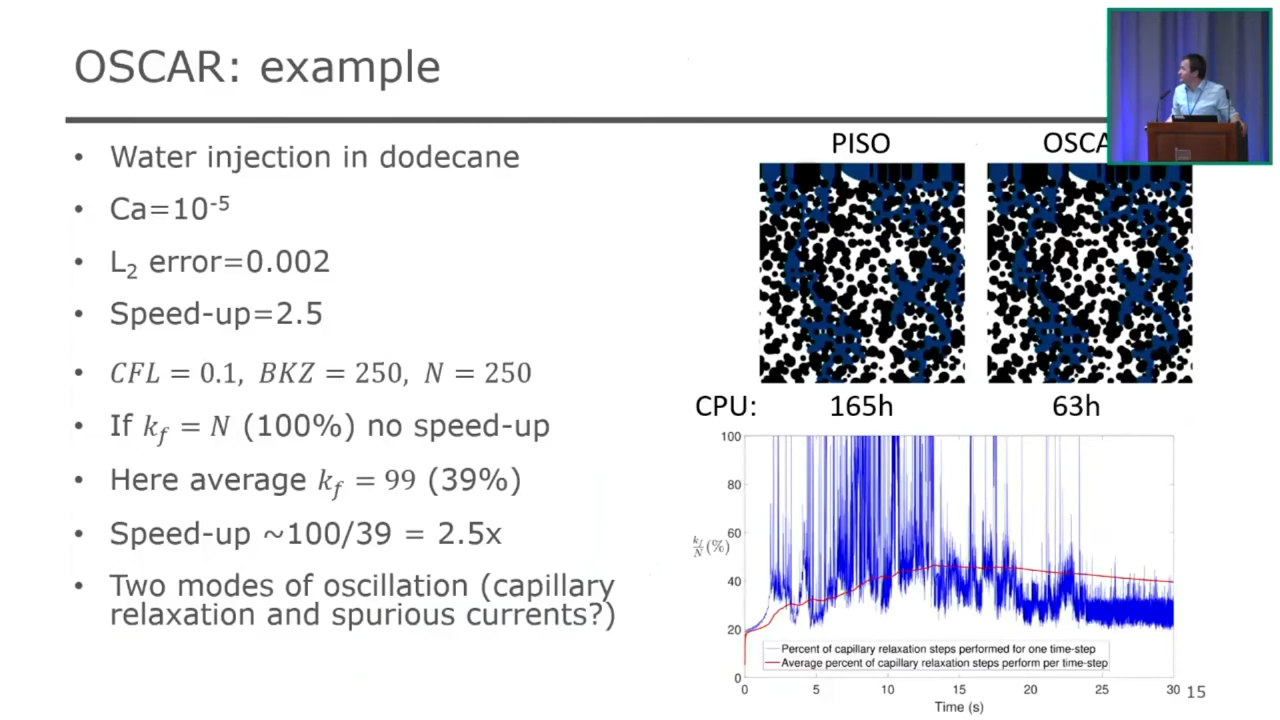 OSCAR: example
• Water injection in dodecane
• Ca=10⁻⁵
• L₂ error=0.002
• Speed-up=2.5
• CFL = 0.1, BKZ = 250, N = 250
• If k_f = N (100%) no speed-up
• Here average k_f = 99 (39%)
• Speed-up ~100/39 = 2.5x
• Two modes of oscillation (capillary
relaxation and spurious currents?)
PISO OSCA
CPU: 165h 63h
100
80
60
40
20
0
k_f/N (%)
Percent of capillary relaxation steps performed for one time-step
Average percent of capillary relaxation steps perform per time-step
0 5 10 15 20 25 30
Time (s)
15